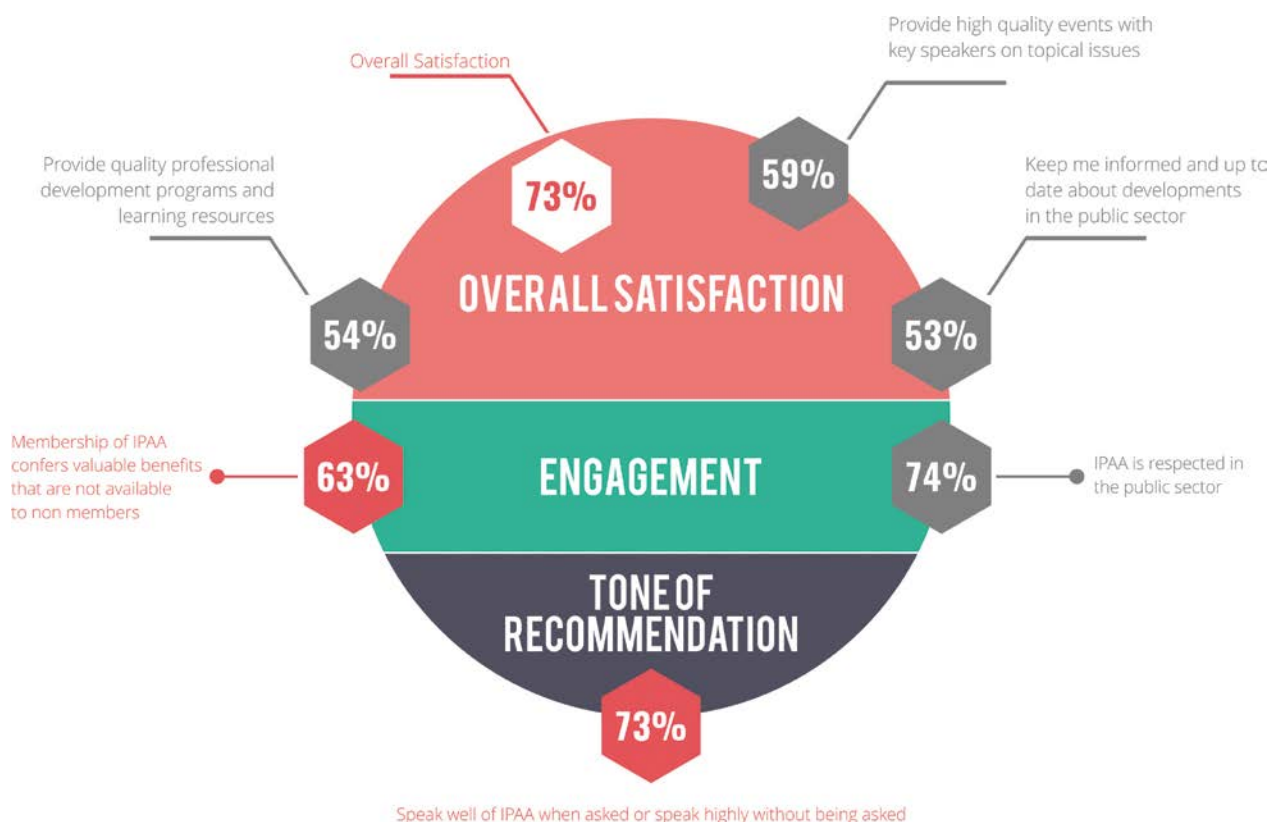 Provide high quality events with
key speakers on topical issues
Overall Satisfaction
Provide quality professional
development programs and
learning resources
Keep me informed and up to
date about developments
in the public sector
73%
59%
OVERALL SATISFACTION
54%
53%
Membership of IPAA
confers valuable benefits
that are not available
to non members
63%
ENGAGEMENT
74%
IPAA is respected in
the public sector
TONE OF
RECOMMENDATION
73%
Speak well of IPAA when asked or speak highly without being asked